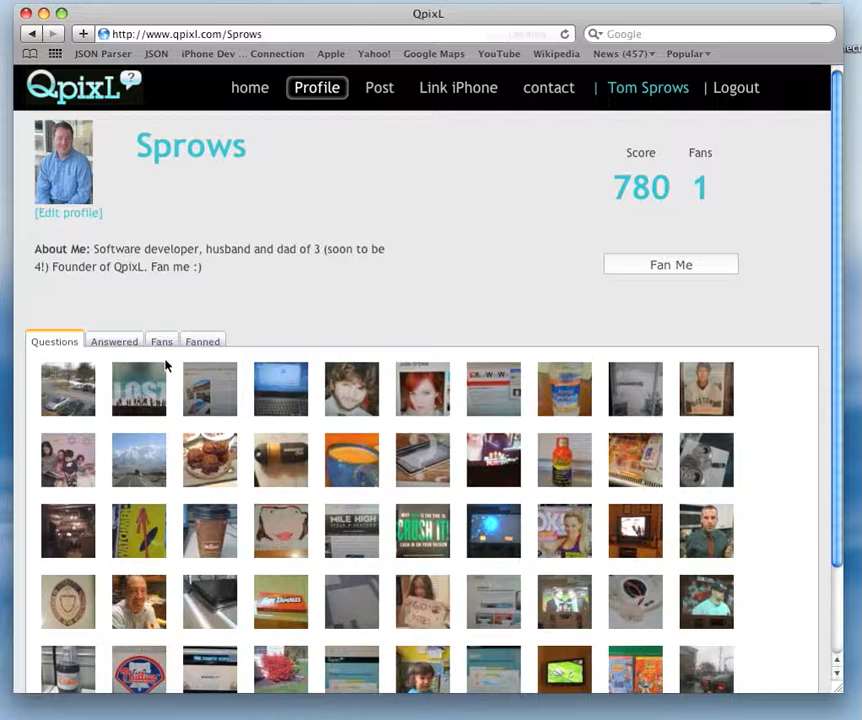 QpixL
http://www.qpixl.com/Sprows
Google
JSON Parser JSON iPhone Dev ... Connection Apple Yahoo! Google Maps YouTube Wikipedia News (457) Popular
QpixL ? home Profile Post Link iPhone contact | Tom Sprows | Logout
Sprows
Score Fans
780 1
[Edit profile]
About Me: Software developer, husband and dad of 3 (soon to be
4!) Founder of QpixL. Fan me :)
Fan Me
Questions Answered Fans Fanned
LOST
MILE HIGH
CRUSH IT!
OK!
HOT TAMALES